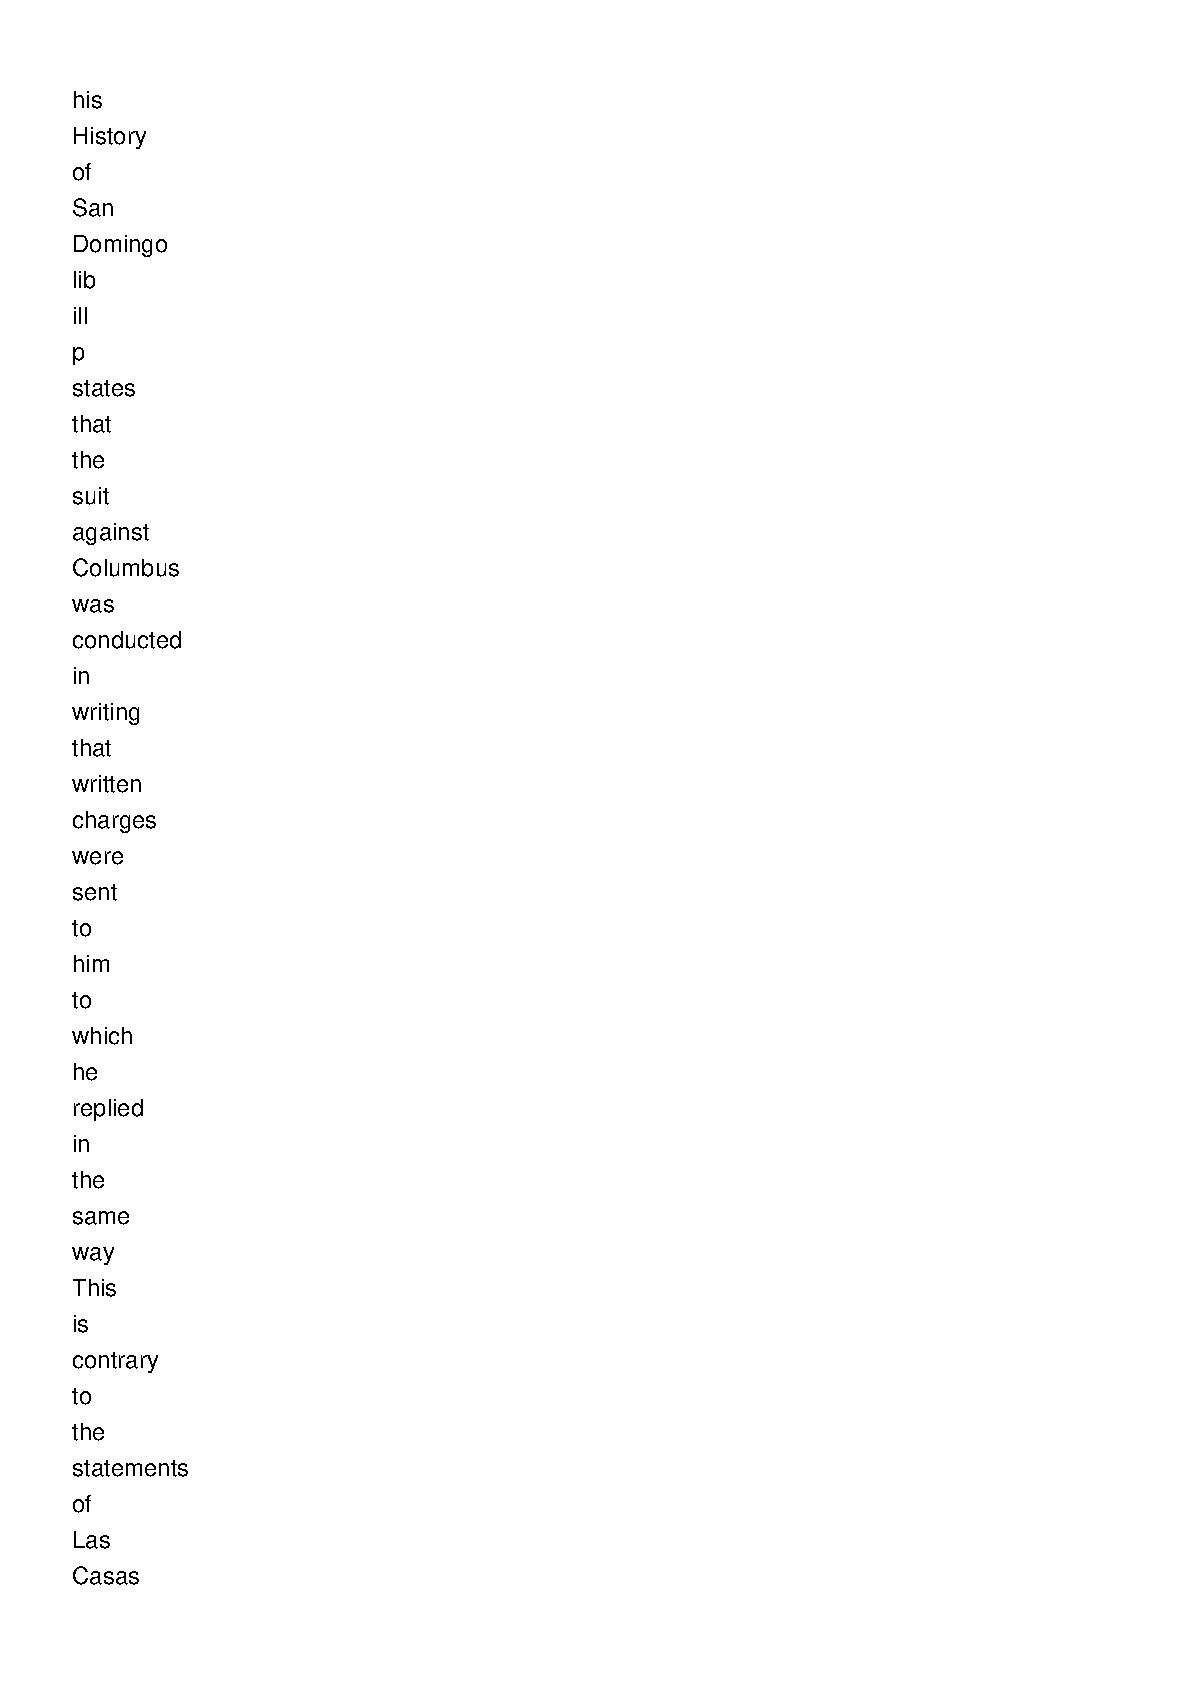 his
History
of
San
Domingo
lib
ill
p
states
that
the
suit
against
Columbus
was
conducted
in
writing
that
written
charges
were
sent
to
him
to
which
he
replied
in
the
same
way
This
is
contrary
to
the
statements
of
Las
Casas